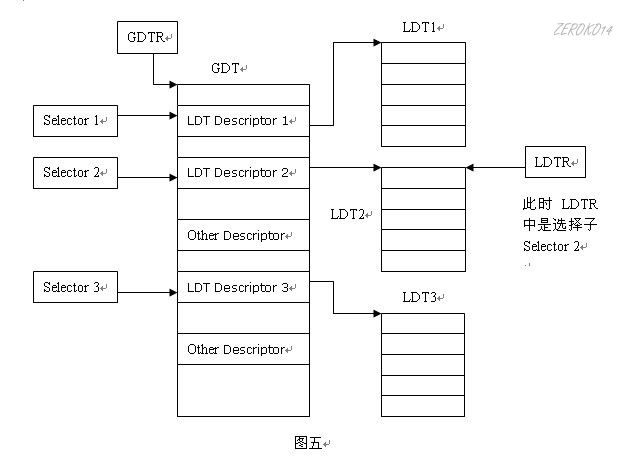 ZEROKO14
LDT1
GDTR
GDT
Selector 1
LDT Descriptor 1
Selector 2
LDT Descriptor 2
LDTR
LDT2
此时 LDTR
中是选择子
Selector 2
Other Descriptor
Selector 3
LDT Descriptor 3
LDT3
Other Descriptor
图五